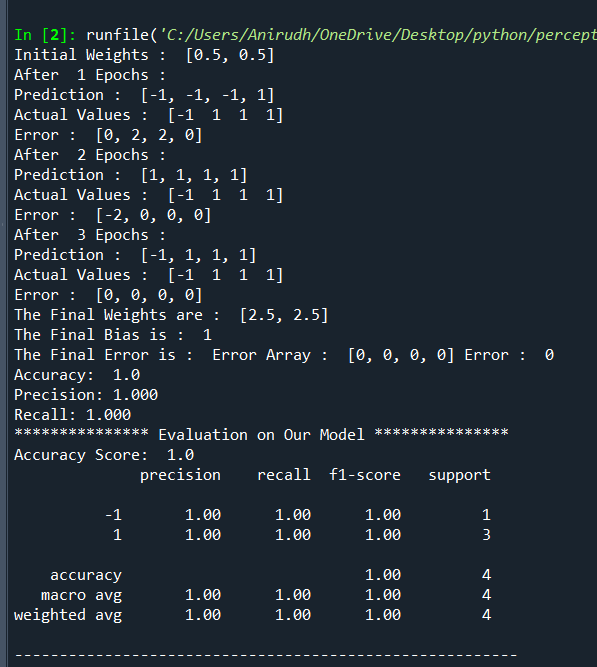 In [2]: runfile('C:/Users/Anirudh/OneDrive/Desktop/python/percept
Initial Weights :  [0.5, 0.5]
After  1 Epochs :
Prediction :  [-1, -1, -1, 1]
Actual Values :  [-1  1  1  1]
Error :  [0, 2, 2, 0]
After  2 Epochs :
Prediction :  [1, 1, 1, 1]
Actual Values :  [-1  1  1  1]
Error :  [-2, 0, 0, 0]
After  3 Epochs :
Prediction :  [-1, 1, 1, 1]
Actual Values :  [-1  1  1  1]
Error :  [0, 0, 0, 0]
The Final Weights are :  [2.5, 2.5]
The Final Bias is :  1
The Final Error is :  Error Array :  [0, 0, 0, 0] Error :  0
Accuracy:  1.0
Precision: 1.000
Recall: 1.000
*************** Evaluation on Our Model ***************
Accuracy Score:  1.0
              precision    recall  f1-score   support

          -1       1.00      1.00      1.00         1
           1       1.00      1.00      1.00         3

    accuracy                           1.00         4
   macro avg       1.00      1.00      1.00         4
weighted avg       1.00      1.00      1.00         4

--------------------------------------------------------